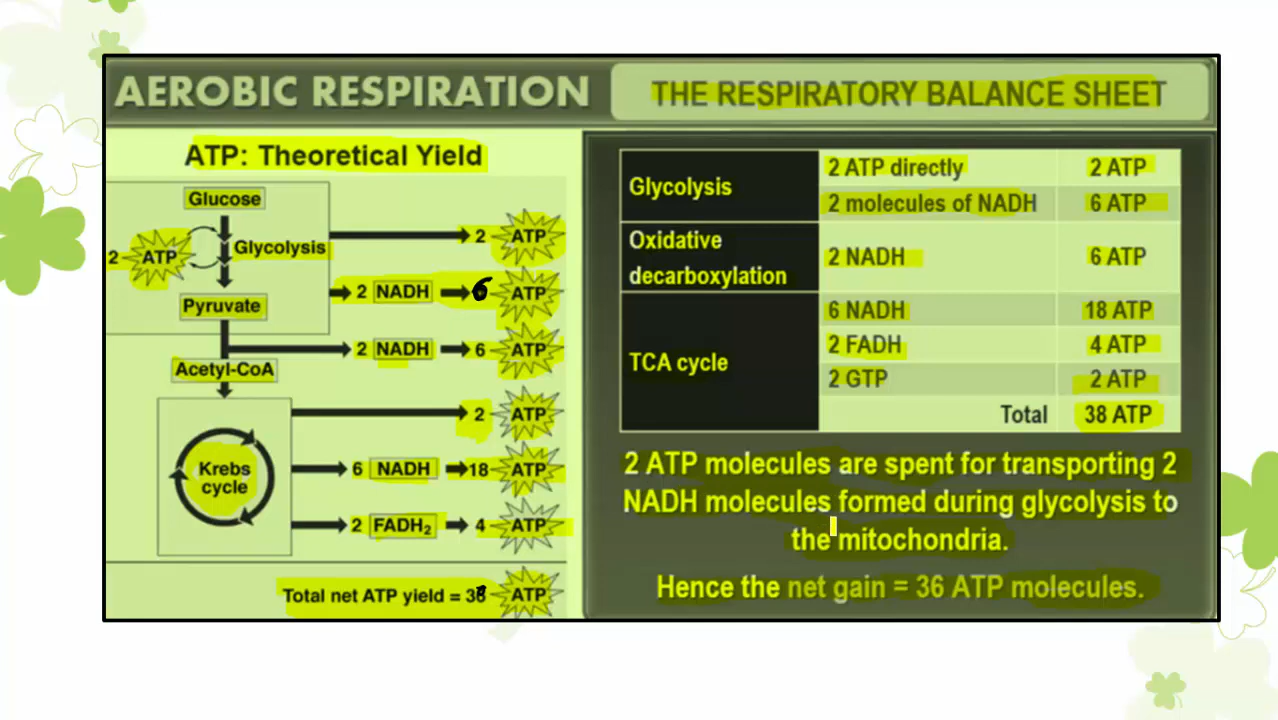 AEROBIC RESPIRATION
THE RESPIRATORY BALANCE SHEET
ATP: Theoretical Yield
Glucose
2 ATP
Glycolysis
2 ATP
Pyruvate
2 NADH 6 ATP
2 NADH 6 ATP
Acetyl-CoA
2 ATP
Krebs
cycle
6 NADH 18 ATP
2 FADH₂ 4 ATP
Total net ATP yield = 38 ATP
Glycolysis
2 ATP directly 2 ATP
2 molecules of NADH 6 ATP
Oxidative
decarboxylation
2 NADH 6 ATP
TCA cycle
6 NADH 18 ATP
2 FADH 4 ATP
2 GTP 2 ATP
Total 38 ATP
2 ATP molecules are spent for transporting 2
NADH molecules formed during glycolysis to
the mitochondria.
Hence the net gain = 36 ATP molecules.